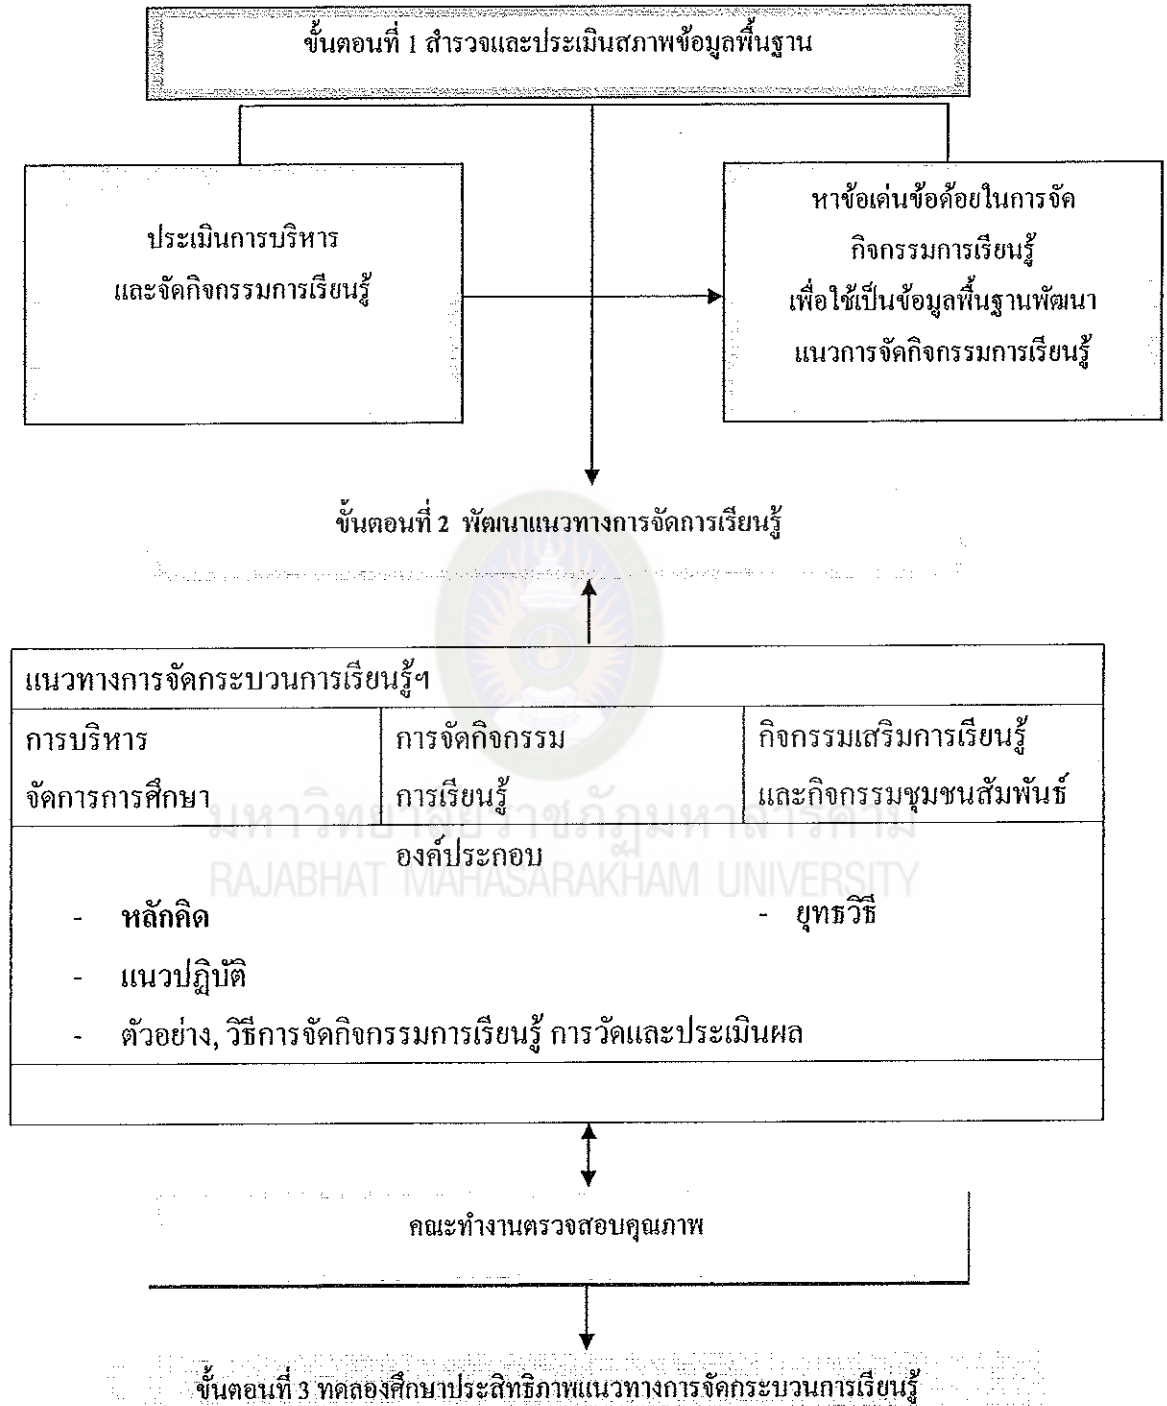 ขั้นตอนที่ 1 สำรวจและประเมินสภาพข้อมูลพื้นฐาน
ประเมินการบริหาร
และจัดกิจกรรมการเรียนรู้
หาข้อเด่นข้อด้อยในการจัด
กิจกรรมการเรียนรู้
เพื่อใช้เป็นข้อมูลพื้นฐานพัฒนา
แนวการจัดกิจกรรมการเรียนรู้
ขั้นตอนที่ 2 พัฒนาแนวทางการจัดการเรียนรู้
แนวทางการจัดกระบวนการเรียนรู้ฯ
การบริหาร
จัดการการศึกษา
การจัดกิจกรรม
การเรียนรู้
กิจกรรมเสริมการเรียนรู้
และกิจกรรมชุมชนสัมพันธ์
มหาวิทยาลัยราชภัฏมหาสารคาม
RAJABHAT MAHASARAKHAM UNIVERSITY
องค์ประกอบ
- หลักคิด
- ยุทธวิธี
- แนวปฏิบัติ
- ตัวอย่าง, วิธีการจัดกิจกรรมการเรียนรู้ การวัดและประเมินผล
คณะทำงานตรวจสอบคุณภาพ
ขั้นตอนที่ 3 ทดลองศึกษาประสิทธิภาพแนวทางการจัดกระบวนการเรียนรู้